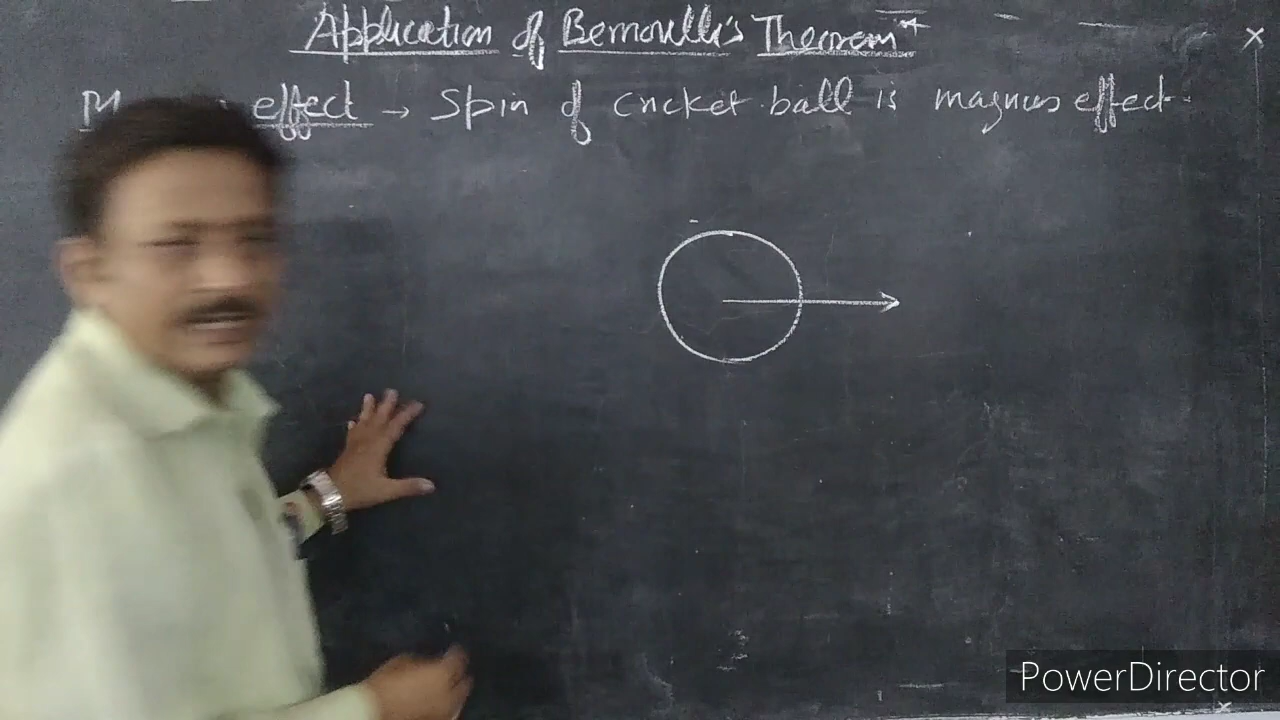 Application of Bernoulli's Theorem
effect → Spin of cricket ball is magnus effect.
PowerDirector